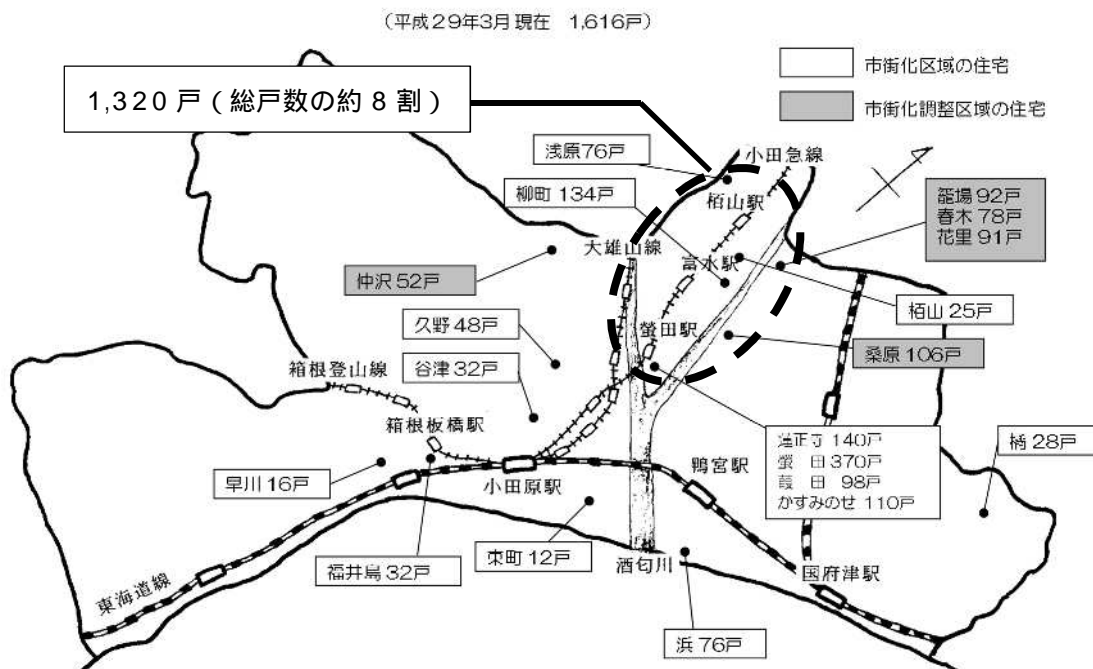 (平成29年3月現在 1,616戸)
市街化区域の住宅
1,320戸(総戸数の約8割)
市街化調整区域の住宅
浅原76戸
小田急線
柳町 134戸
栢山駅
籠場 92戸
春木 78戸
花里 91戸
大雄山線
富水駅
仲沢 52戸
栢山 25戸
久野 48戸
螢田駅
桑原 106戸
箱根登山線
谷津 32戸
箱根板橋駅
蓮正寺 140戸
螢 田 370戸
98戸
かすみのせ 110戸
28戸
鴨宮駅
早川 16戸
小田原駅
東町 12戸
福井島 32戸
酒匂川
国府津駅
東海道線
浜 76戸